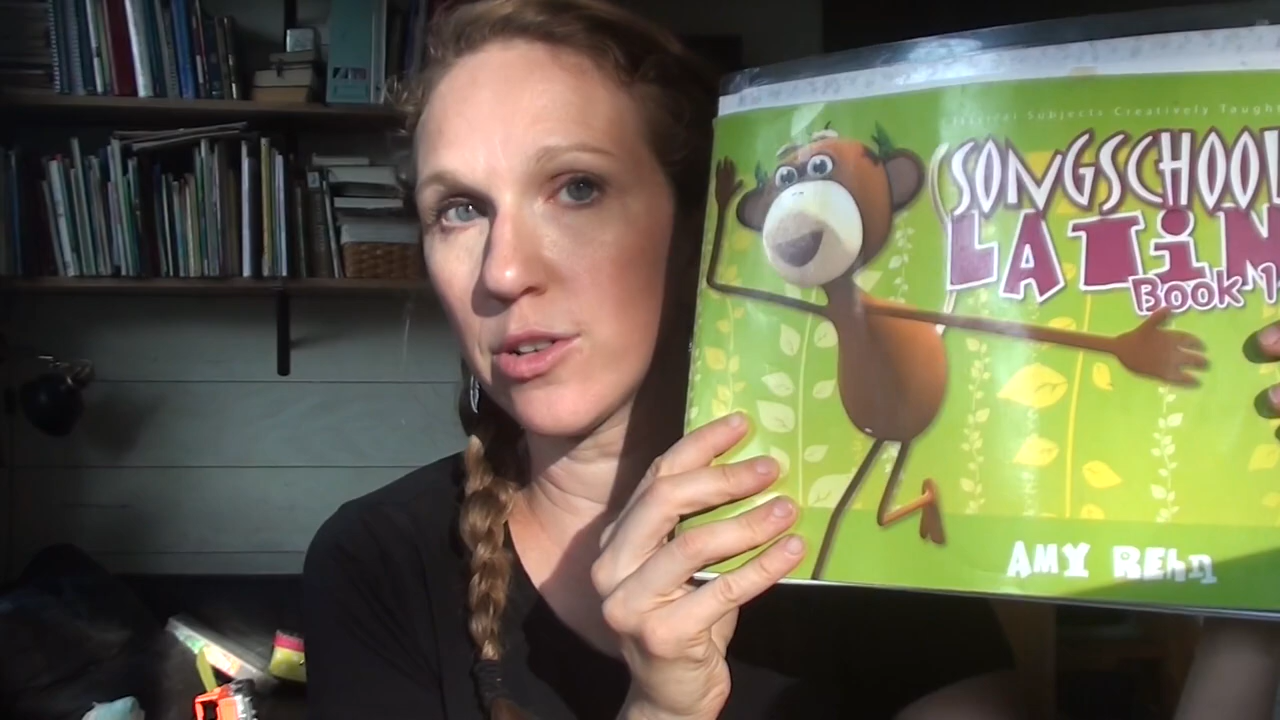 Classical Subjects Creatively Taught
SONGSCHOOL
LATIN
Book 1
AMY REHN